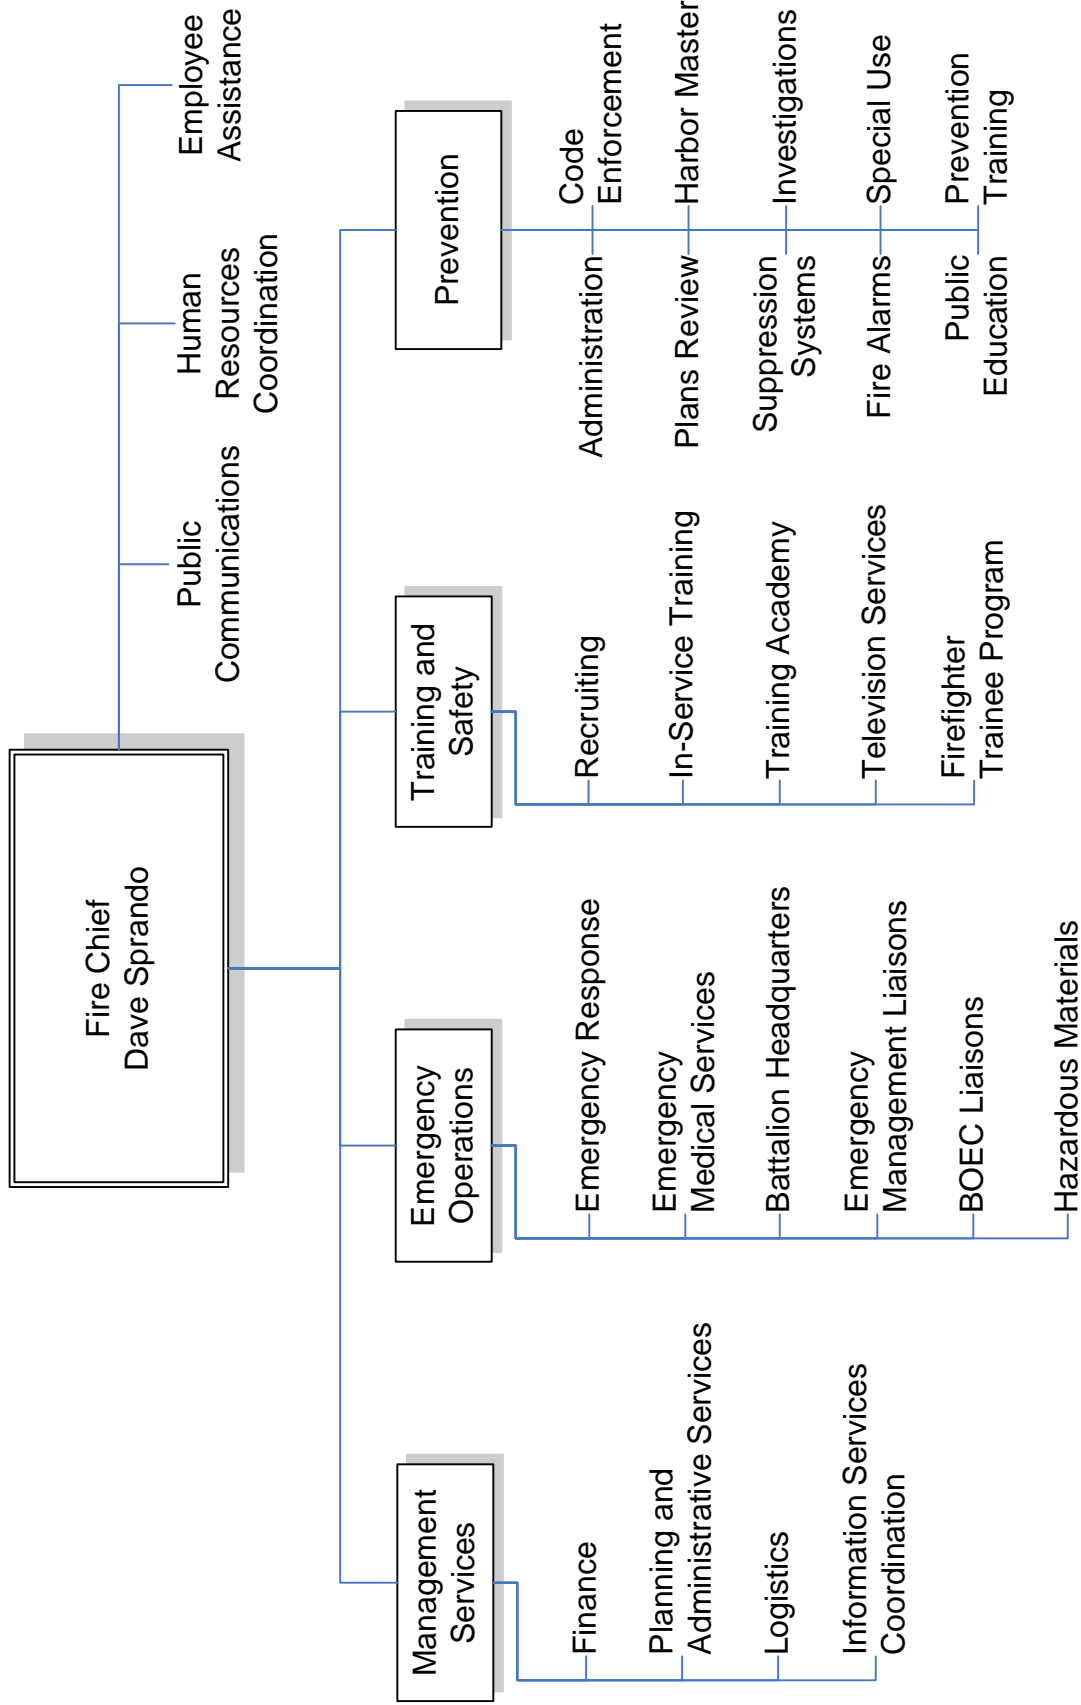 Fire Chief
Dave Sprando
Public
Communications
Human
Resources
Coordination
Employee
Assistance
Management
Services
Finance
Planning and
Administrative Services
Logistics
Information Services
Coordination
Emergency
Operations
Emergency Response
Emergency
Medical Services
Battalion Headquarters
Emergency
Management Liaisons
BOEC Liaisons
Hazardous Materials
Training and
Safety
Recruiting
In-Service Training
Training Academy
Television Services
Firefighter
Trainee Program
Prevention
Administration
Code
Enforcement
Plans Review
Harbor Master
Suppression
Systems
Investigations
Fire Alarms
Special Use
Public
Education
Prevention
Training